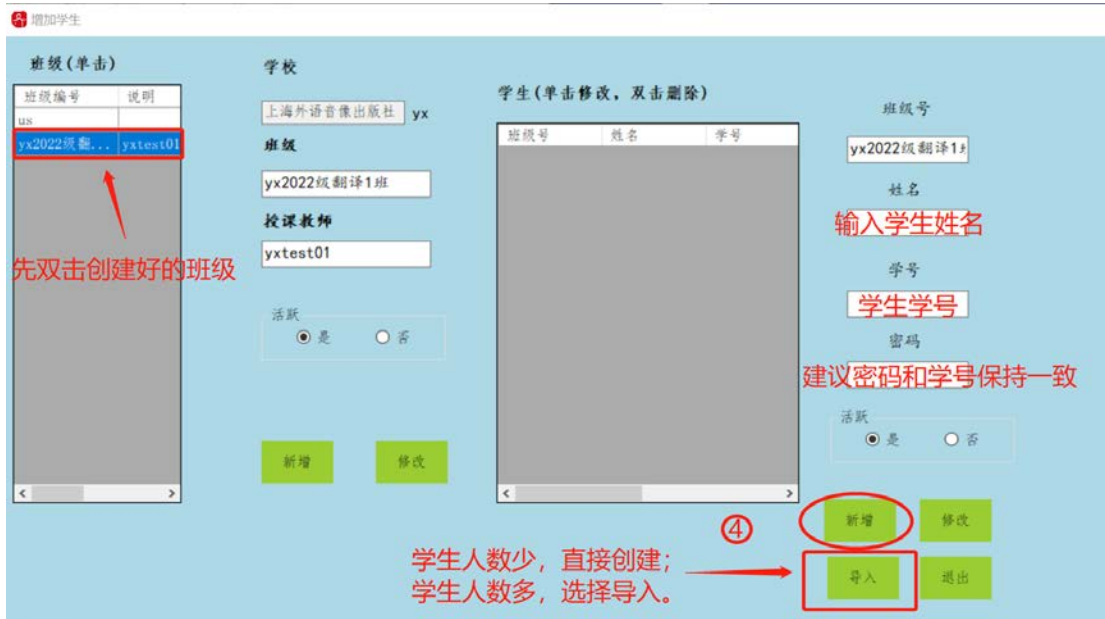 增加学生
班级(单击)
班级编号 说明
us
yx2022级翻... yxtest01
先双击创建好的班级
学校
上海外语音像出版社 yx
班级
yx2022级翻译1班
授课教师
yxtest01
活跃
是 否
新增 修改
学生(单击修改，双击删除)
班级号 姓名 学号
班级号
yx2022级翻译1
姓名
输入学生姓名
学号
学生学号
密码
建议密码和学号保持一致
活跃
是 否
④
新增 修改
学生人数少，直接创建；
学生人数多，选择导入。
导入 退出